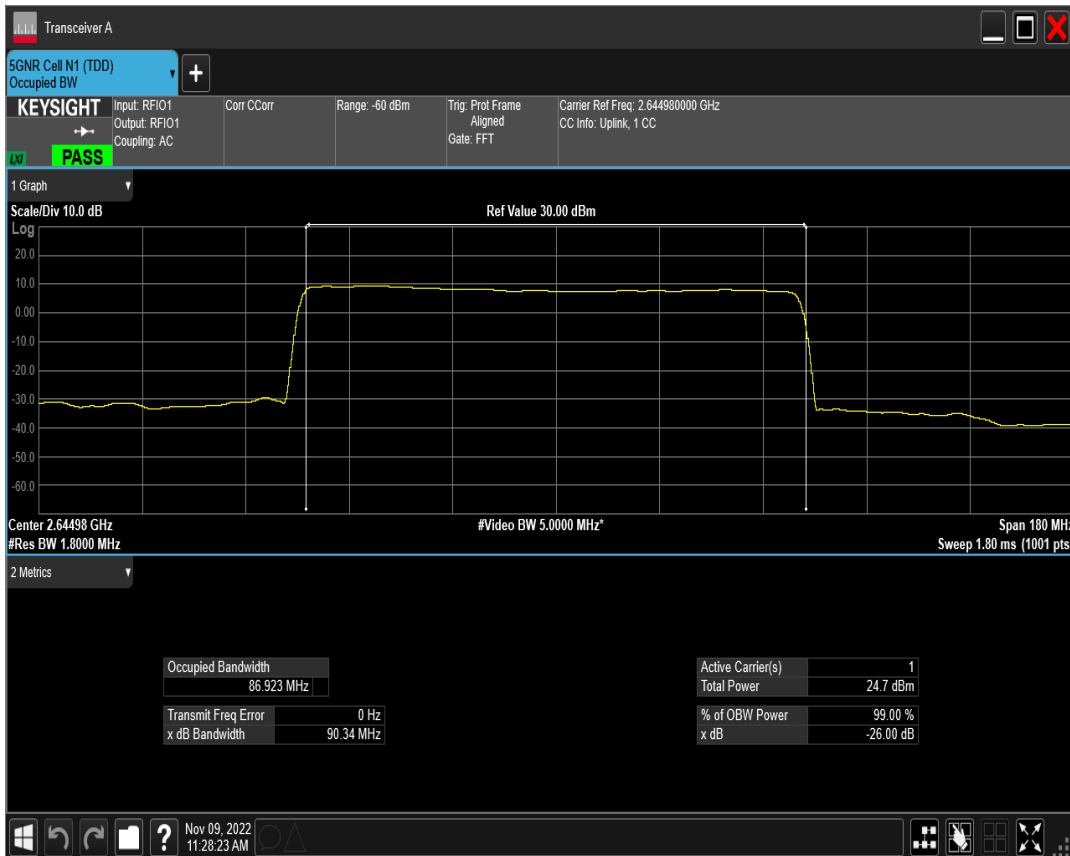 Transceiver A
5GNR Cell N1 (TDD)
Occupied BW
+
KEYSIGHT
LXI
PASS
Input: RFIO1
Output: RFIO1
Coupling: AC
Corr CCorr
Range: -60 dBm
Trig: Prot Frame
Aligned
Gate: FFT
Carrier Ref Freq: 2.644980000 GHz
CC Info: Uplink, 1 CC
1 Graph
Scale/Div 10.0 dB
Ref Value 30.00 dBm
Log
20.0
10.0
0.00
-10.0
-20.0
-30.0
-40.0
-50.0
-60.0
Center 2.64498 GHz
#Video BW 5.0000 MHz*
Span 180 MHz
#Res BW 1.8000 MHz
Sweep 1.80 ms (1001 pts
2 Metrics
Occupied Bandwidth
86.923 MHz
Transmit Freq Error 0 Hz
x dB Bandwidth 90.34 MHz
Active Carrier(s) 1
Total Power 24.7 dBm
% of OBW Power 99.00 %
x dB -26.00 dB
?
Nov 09, 2022
11:28:23 AM